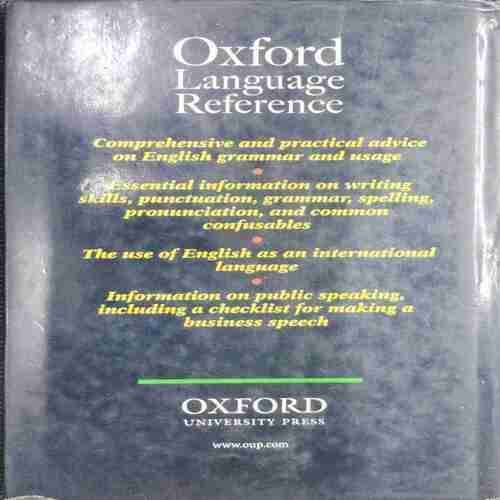 Oxford
Language
Reference
Comprehensive and practical advice
on English grammar and usage
Essential information on writing
skills, punctuation, grammar, spelling,
pronunciation, and common
confusables
The use of English as an international
language
Information on public speaking,
including a checklist for making a
business speech
OXFORD
UNIVERSITY PRESS
www.oup.com